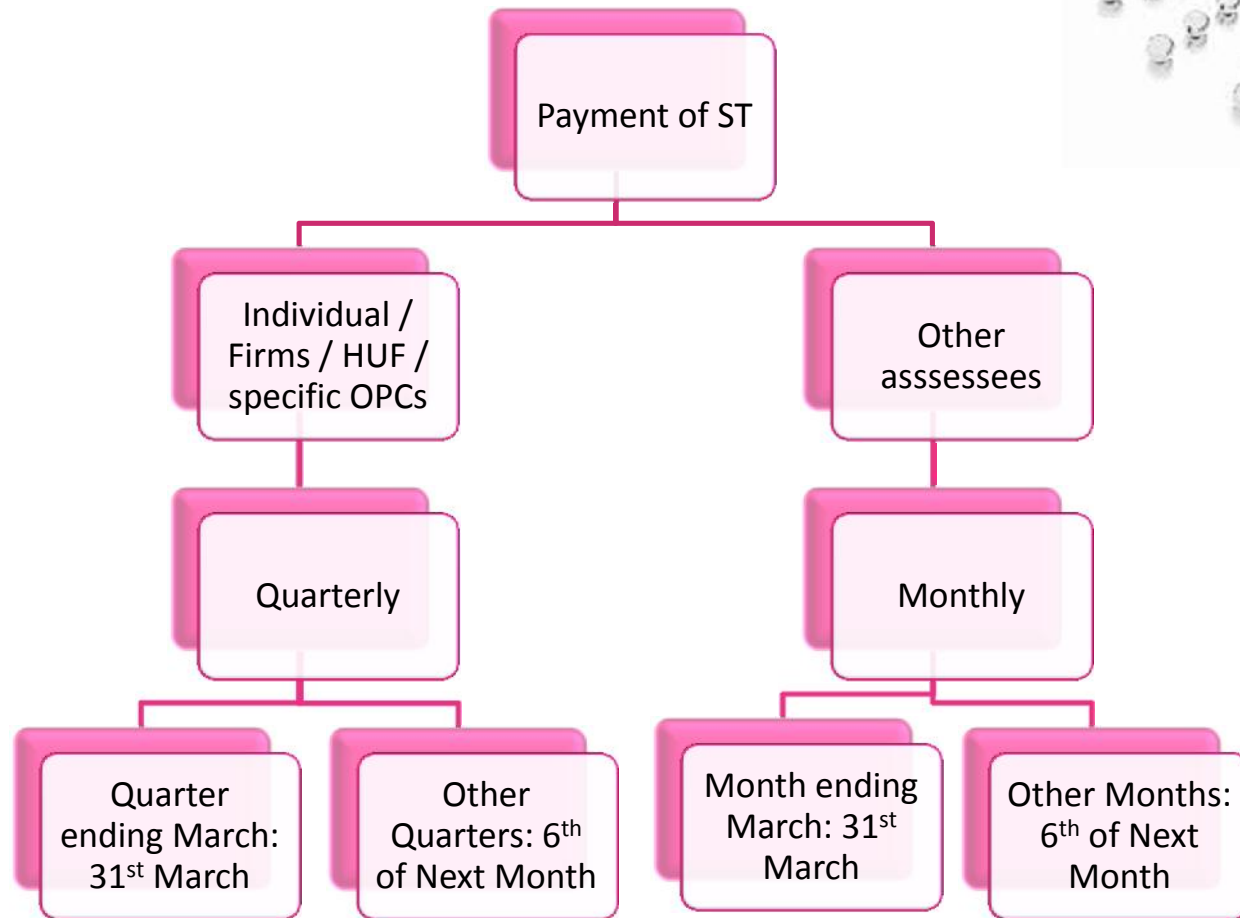 Payment of ST
Individual /
Firms / HUF /
specific OPCs
Other
asssessees
Quarterly
Monthly
Quarter
ending March:
31st March
Other
Quarters: 6th
of Next Month
Month ending
March: 31st
March
Other Months:
6th of Next
Month